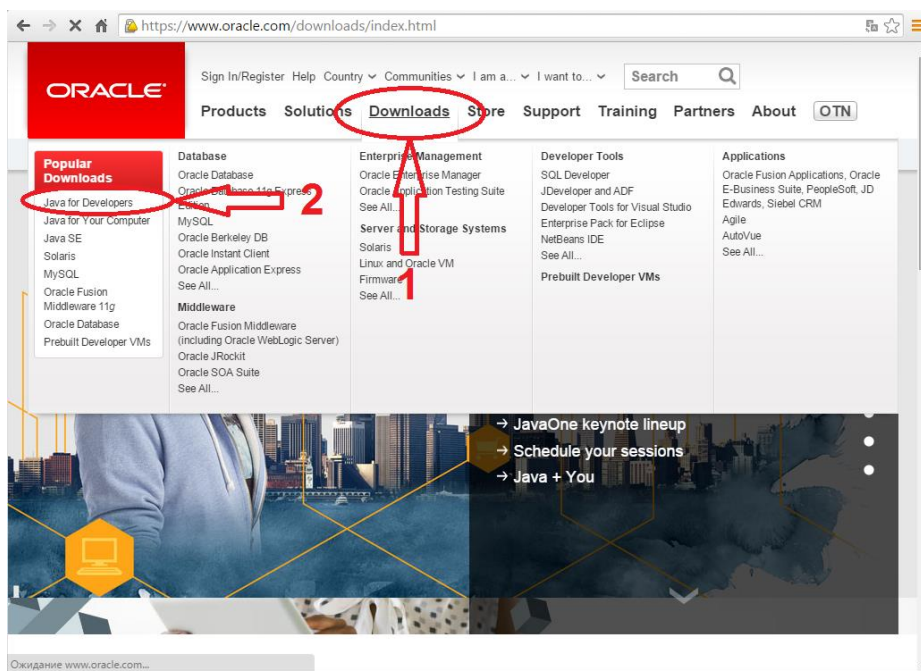 https://www.oracle.com/downloads/index.html
ORACLE
Sign In/Register Help Country Communities I am a... I want to... Search
Products Solutions Downloads Store Support Training Partners About OTN
Popular
Downloads
Java for Developers
Java for Your Computer
Java SE
Solaris
MySQL
Oracle Fusion
Middleware 11g
Oracle Database
Prebuilt Developer VMs
Database
Oracle Database
Oracle Database 11g Express
Edition
MySQL
Oracle Berkeley DB
Oracle Instant Client
Oracle Application Express
See All...
Middleware
Oracle Fusion Middleware
(including Oracle WebLogic Server)
Oracle JRockit
Oracle SOA Suite
See All...
2
Enterprise Management
Oracle Enterprise Manager
Oracle Application Testing Suite
See All...
Server and Storage Systems
Solaris
Linux and Oracle VM
Firmware
See All...
1
Developer Tools
SQL Developer
JDeveloper and ADF
Developer Tools for Visual Studio
Enterprise Pack for Eclipse
NetBeans IDE
See All...
Prebuilt Developer VMs
Applications
Oracle Fusion Applications, Oracle
E-Business Suite, PeopleSoft, JD
Edwards, Siebel CRM
Agile
AutoVue
See All...
→ JavaOne keynote lineup
→ Schedule your sessions
→ Java + You
Ожидание www.oracle.com...